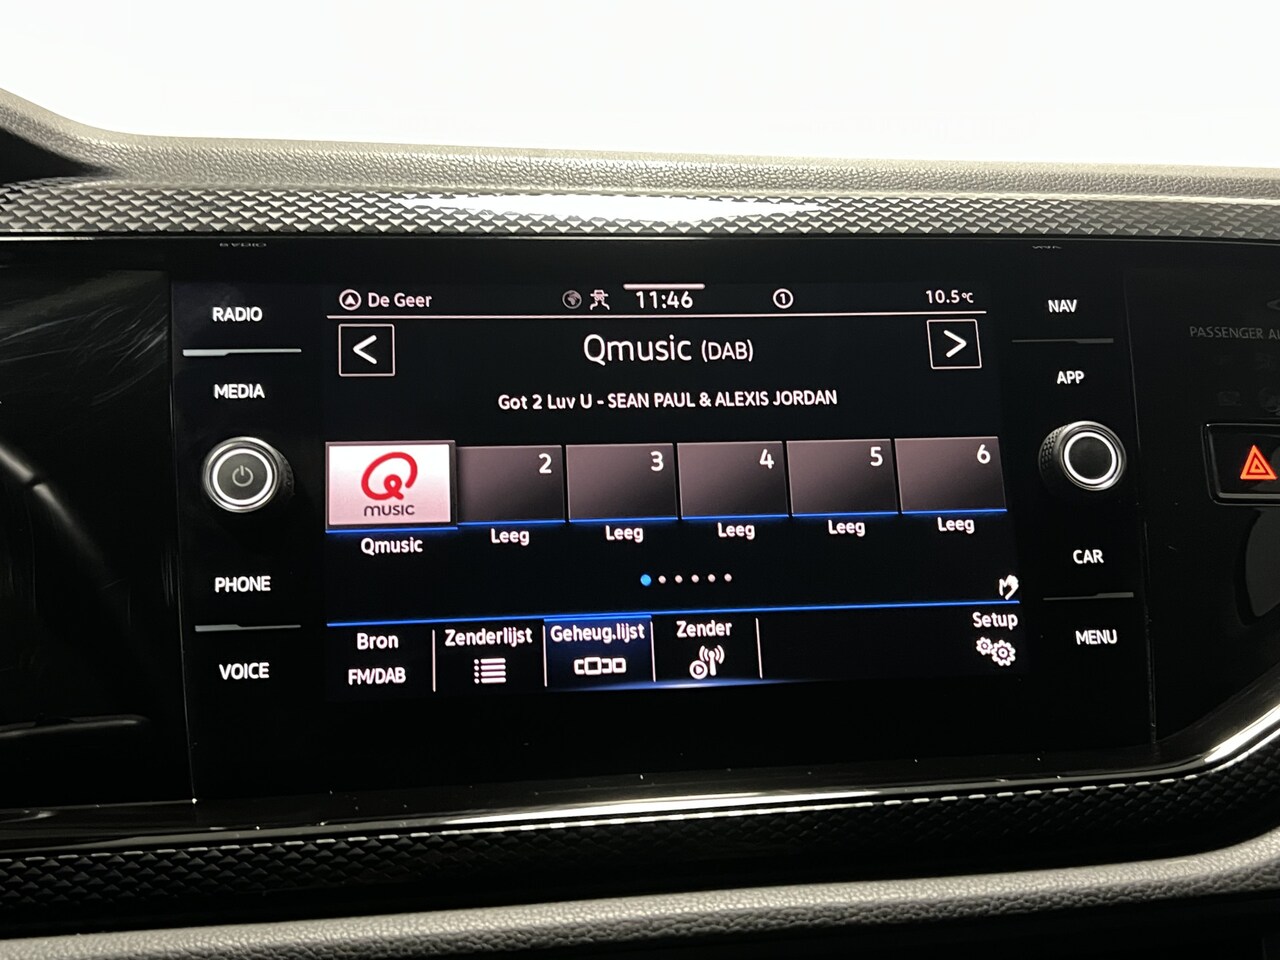 RADIO
MEDIA
PHONE
VOICE
De Geer
11:46
1
10.5°C
Qmusic (DAB)
Got 2 Luv U - SEAN PAUL & ALEXIS JORDAN
Q
MUSIC
2
3
4
5
6
Qmusic
Leeg
Leeg
Leeg
Leeg
Leeg
Bron
FM/DAB
Zenderlijst
Geheug.lijst
Zender
Setup
NAV
APP
CAR
MENU
PASSENGER